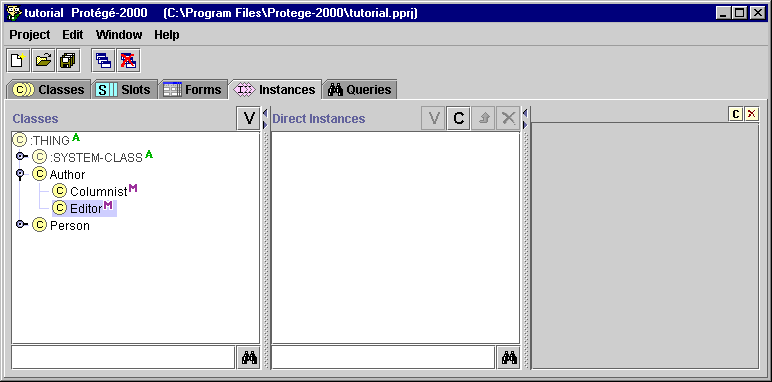 tutorial Protégé-2000 (C:\Program Files\Protege-2000\tutorial.pprj)
Project Edit Window Help
C Classes S Slots Forms I Instances Queries
Classes V Direct Instances V C C
C :THING A
C :SYSTEM-CLASS A
C Author
C Columnist M
C Editor M
C Person